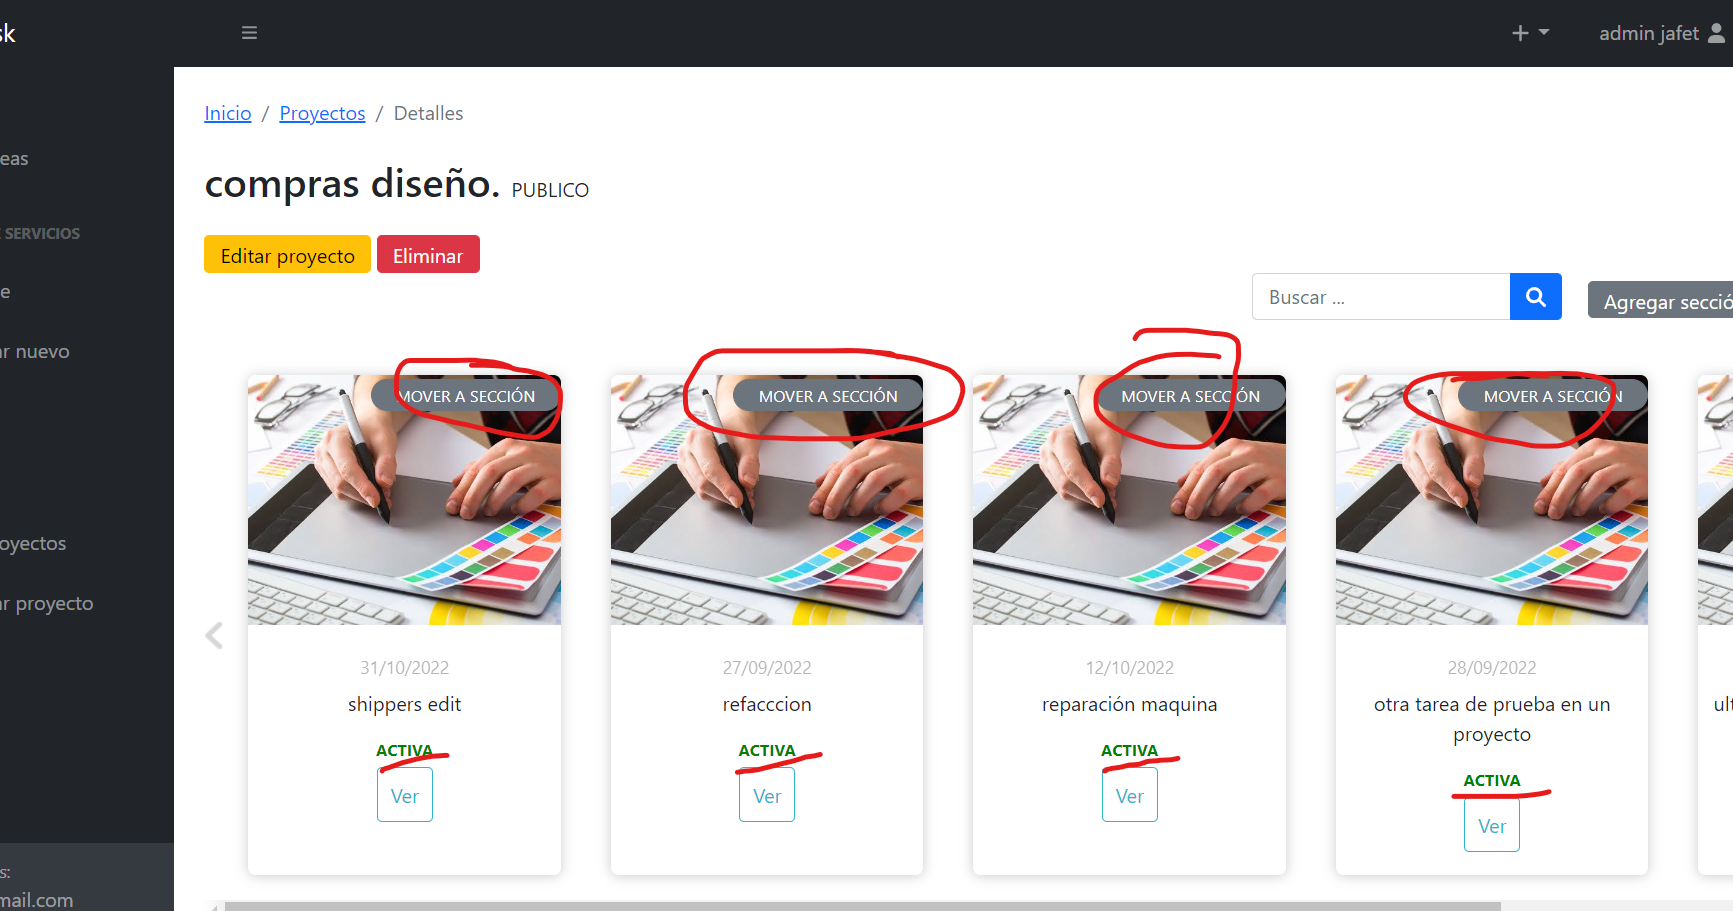 sk
admin jafet
Inicio / Proyectos / Detalles
eas
compras diseño. PUBLICO
E SERVICIOS
Editar proyecto Eliminar
e
Buscar ...
Agregar secció
ar nuevo
MOVER A SECCIÓN MOVER A SECCIÓN MOVER A SECCIÓN MOVER A SECCIÓN
oyectos
ar proyecto
31/10/2022 27/09/2022 12/10/2022 28/09/2022
shippers edit refacccion reparación maquina otra tarea de prueba en un ult
proyecto
ACTIVA ACTIVA ACTIVA ACTIVA
Ver Ver Ver Ver
s:
mail.com